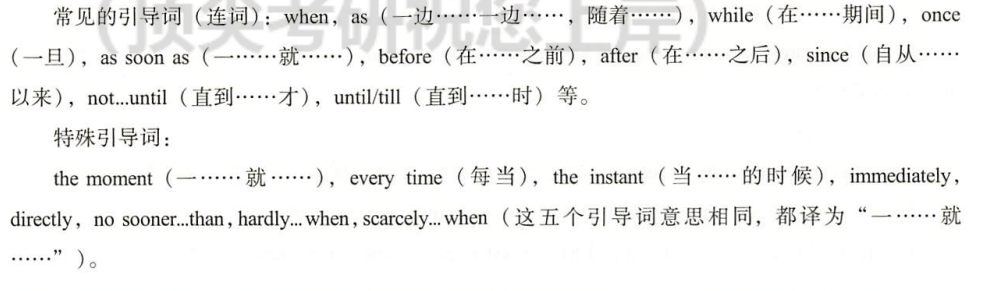 常见的引导词（连词）：when，as（一边……一边……，随着……），while（在……期间），once
（一旦），as soon as（一……就……），before（在……之前），after（在……之后），since（自从……
以来），not...until（直到……才），until/till（直到……时）等。
特殊引导词：
the moment（一……就……），every time（每当），the instant（当……的时候），immediately，
directly，no sooner...than，hardly...when，scarcely...when（这五个引导词意思相同，都译为“一……就
……”）。